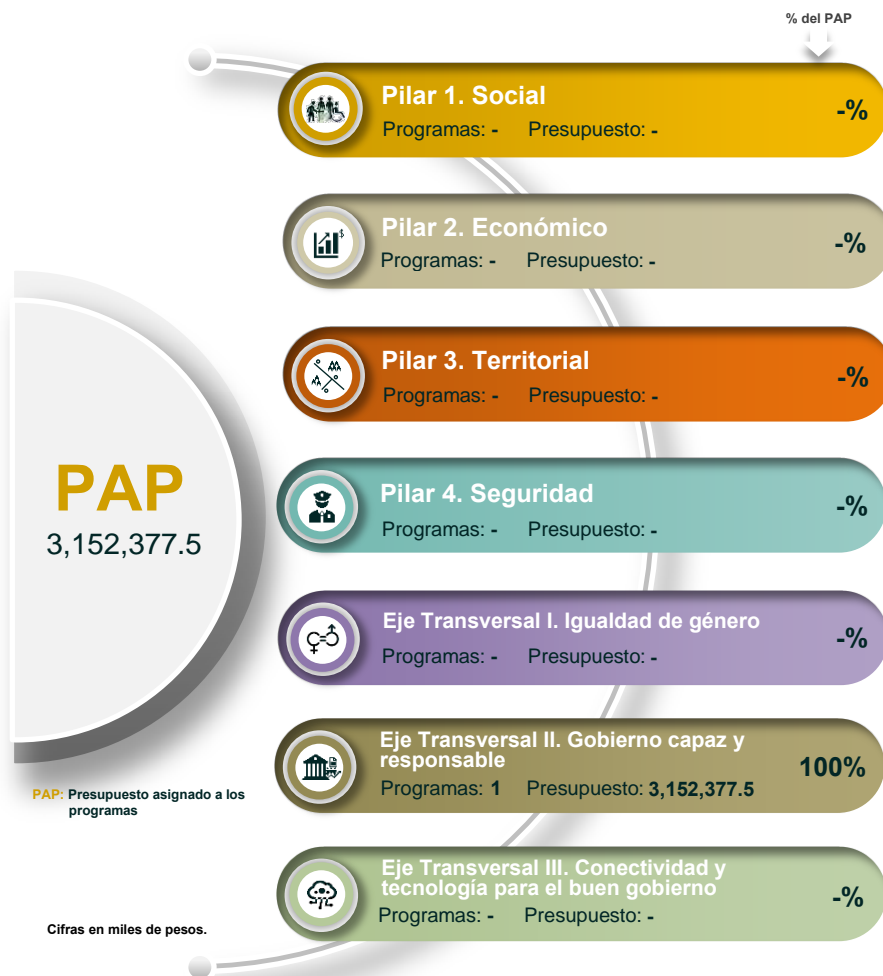 % del PAP
Pilar 1. Social
Programas: - Presupuesto: -
-%
Pilar 2. Económico
Programas: - Presupuesto: -
-%
Pilar 3. Territorial
Programas: - Presupuesto: -
-%
PAP
3,152,377.5
Pilar 4. Seguridad
Programas: - Presupuesto: -
-%
Eje Transversal I. Igualdad de género
Programas: - Presupuesto: -
-%
Eje Transversal II. Gobierno capaz y
responsable
Programas: 1 Presupuesto: 3,152,377.5
100%
PAP: Presupuesto asignado a los
programas
Eje Transversal III. Conectividad y
tecnología para el buen gobierno
Programas: - Presupuesto: -
-%
Cifras en miles de pesos.